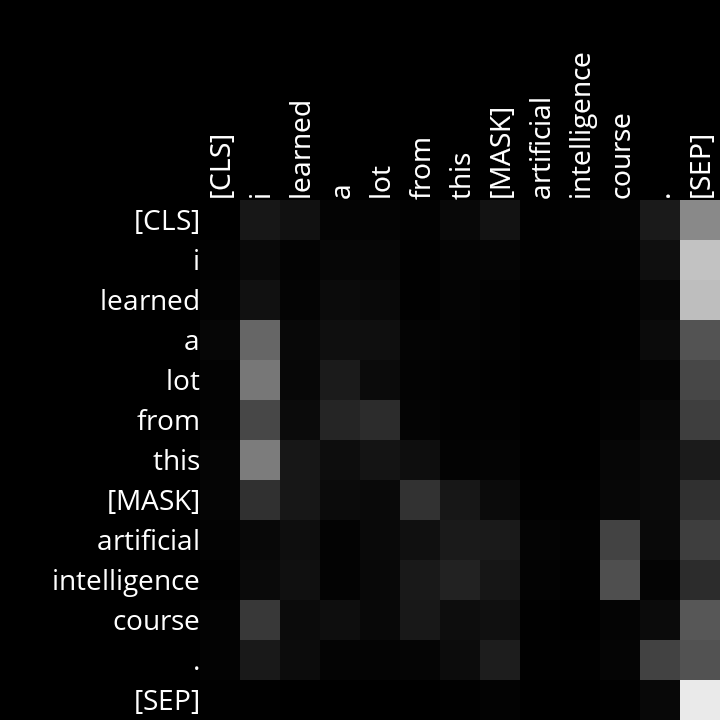 [CLS]
i
learned
a
lot
from
this
[MASK]
artificial
intelligence
course
.
[SEP]
[CLS]
i
learned
a
lot
from
this
[MASK]
artificial
intelligence
course
.
[SEP]